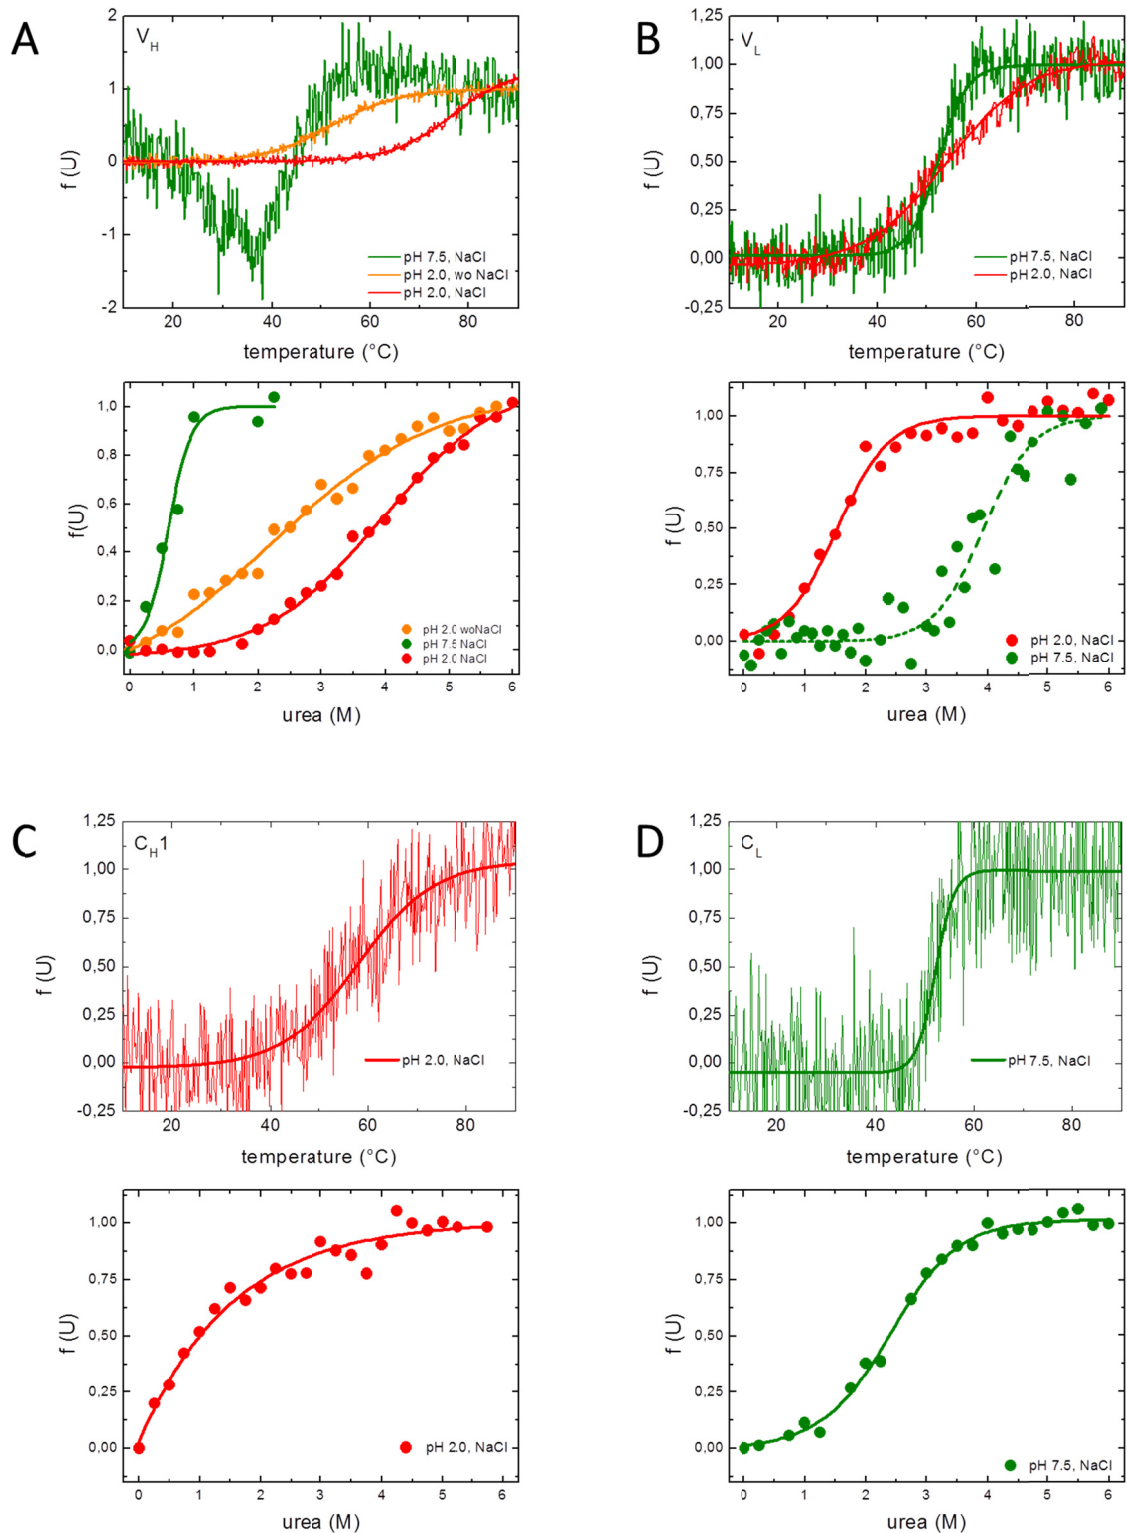 A
V_H
2
1
0
-1
-2
f (U)
pH 7.5, NaCl
pH 2.0, wo NaCl
pH 2.0, NaCl
20 40 60 80
temperature (°C)
1,0
0,8
0,6
0,4
0,2
0,0
f(U)
pH 2.0 woNaCl
pH 7.5 NaCl
pH 2.0 NaCl
0 1 2 3 4 5 6
urea (M)
B
V_L
1,25
1,00
0,75
0,50
0,25
0,00
-0,25
f (U)
pH 7.5, NaCl
pH 2.0, NaCl
20 40 60 80
temperature (°C)
1,00
0,75
0,50
0,25
0,00
f (U)
pH 2.0, NaCl
pH 7.5, NaCl
0 1 2 3 4 5 6
urea (M)
C
C_H1
1,25
1,00
0,75
0,50
0,25
0,00
-0,25
f (U)
pH 2.0, NaCl
20 40 60 80
temperature (°C)
1,00
0,75
0,50
0,25
0,00
f (U)
pH 2.0, NaCl
0 1 2 3 4 5 6
urea (M)
D
C_L
1,25
1,00
0,75
0,50
0,25
0,00
-0,25
f (U)
pH 7.5, NaCl
20 40 60 80
temperature (°C)
1,00
0,75
0,50
0,25
0,00
f (U)
pH 7.5, NaCl
0 1 2 3 4 5 6
urea (M)